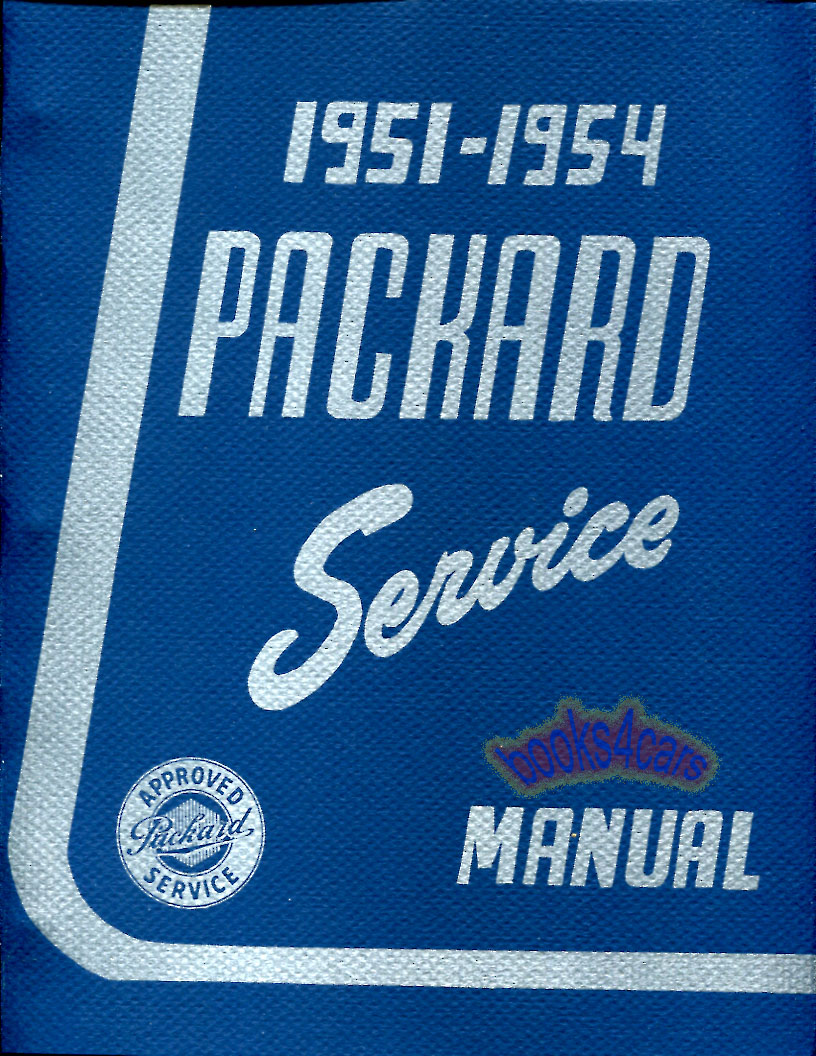 1951-1954
PACKARD
Service
books4cars
MANUAL
APPROVED
Packard
SERVICE